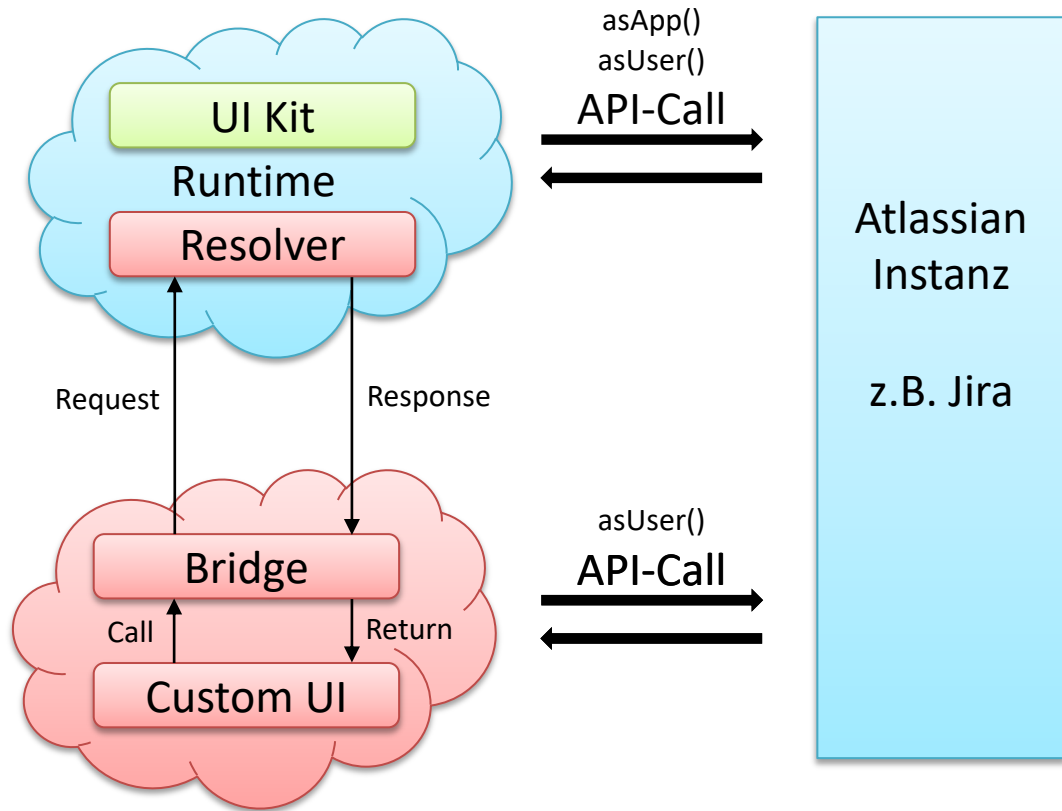 asApp()
asUser()
API-Call
UI Kit
Runtime
Resolver
Request
Response
Atlassian
Instanz
z.B. Jira
asUser()
API-Call
Bridge
Call
Return
Custom UI